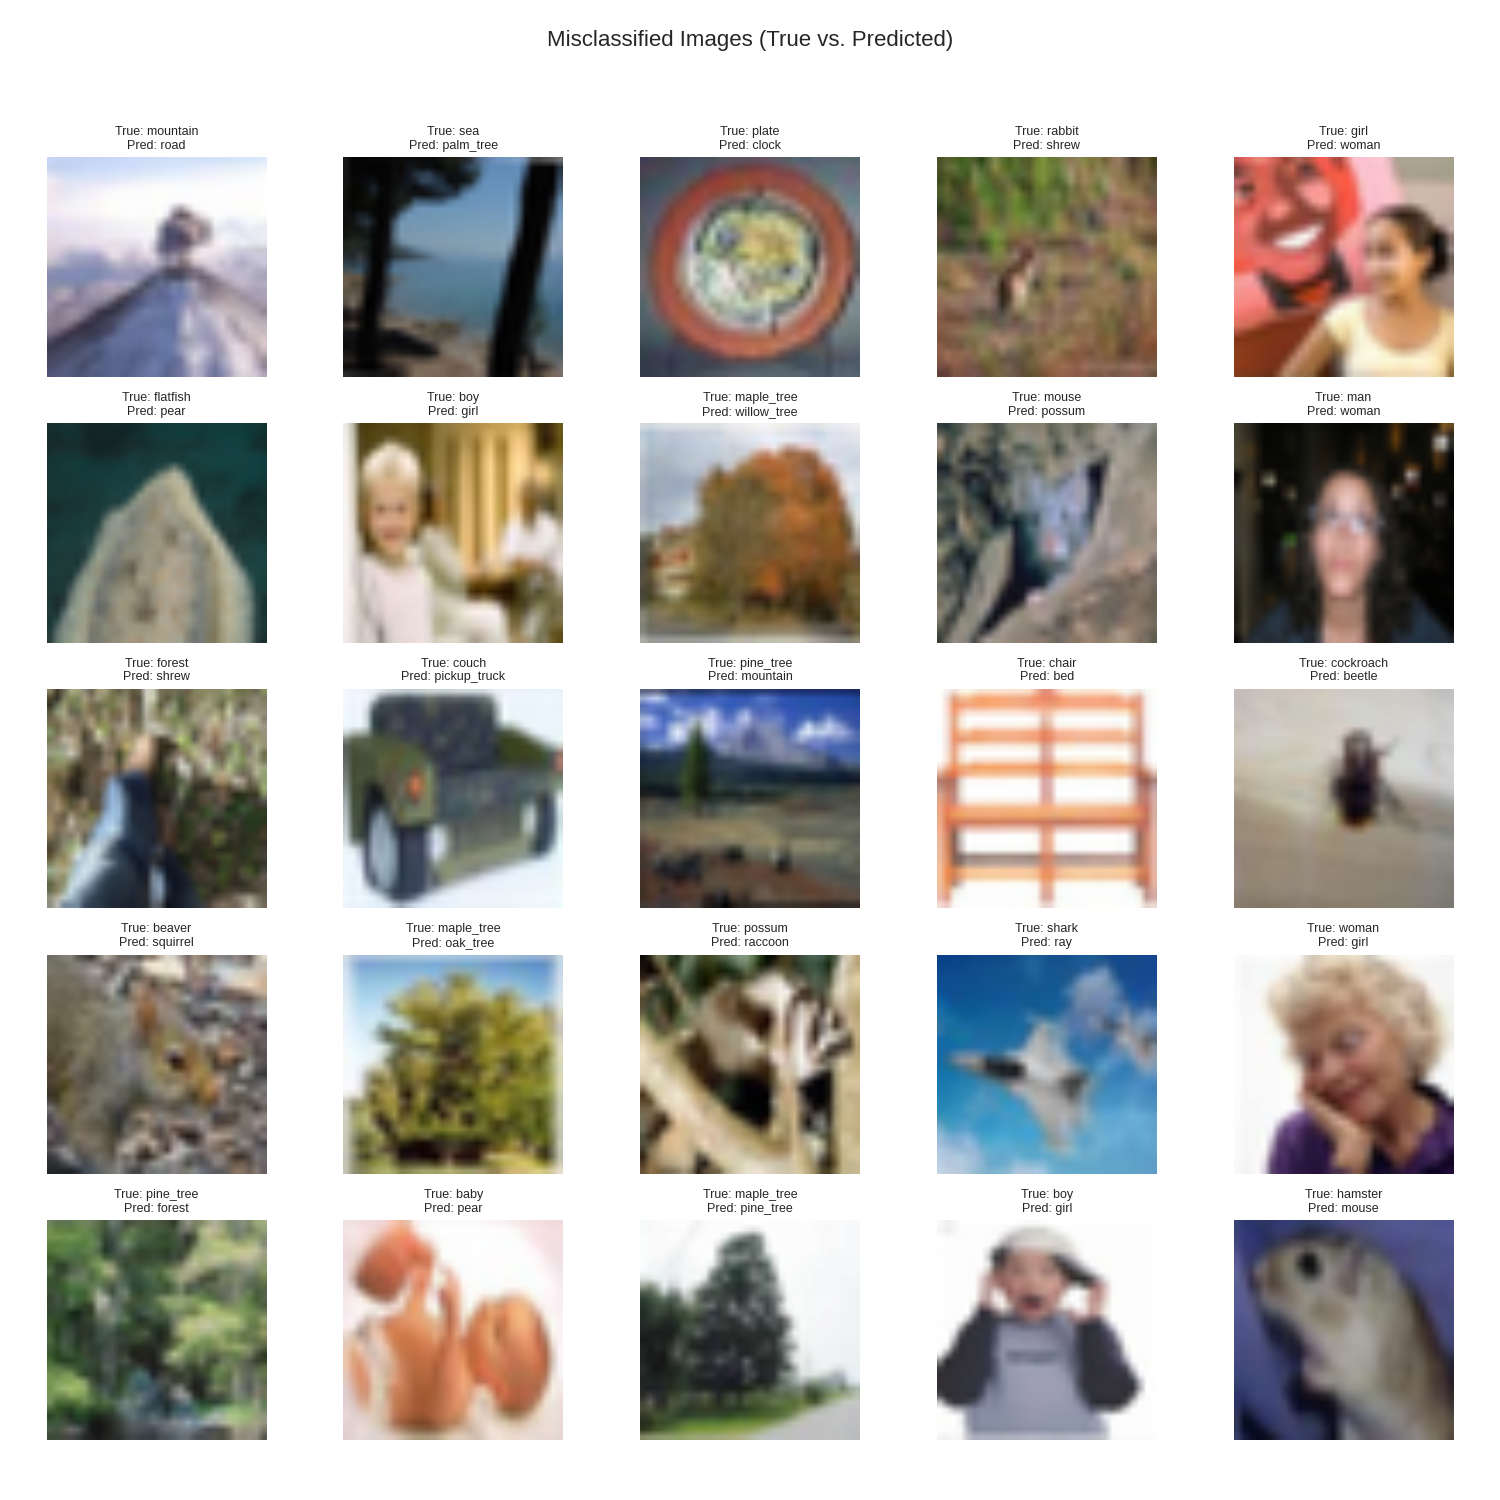 Misclassified Images (True vs. Predicted)
True: mountain
Pred: road
True: sea
Pred: palm_tree
True: plate
Pred: clock
True: rabbit
Pred: shrew
True: girl
Pred: woman
True: flatfish
Pred: pear
True: boy
Pred: girl
True: maple_tree
Pred: willow_tree
True: mouse
Pred: possum
True: man
Pred: woman
True: forest
Pred: shrew
True: couch
Pred: pickup_truck
True: pine_tree
Pred: mountain
True: chair
Pred: bed
True: cockroach
Pred: beetle
True: beaver
Pred: squirrel
True: maple_tree
Pred: oak_tree
True: possum
Pred: raccoon
True: shark
Pred: ray
True: woman
Pred: girl
True: pine_tree
Pred: forest
True: baby
Pred: pear
True: maple_tree
Pred: pine_tree
True: boy
Pred: girl
True: hamster
Pred: mouse